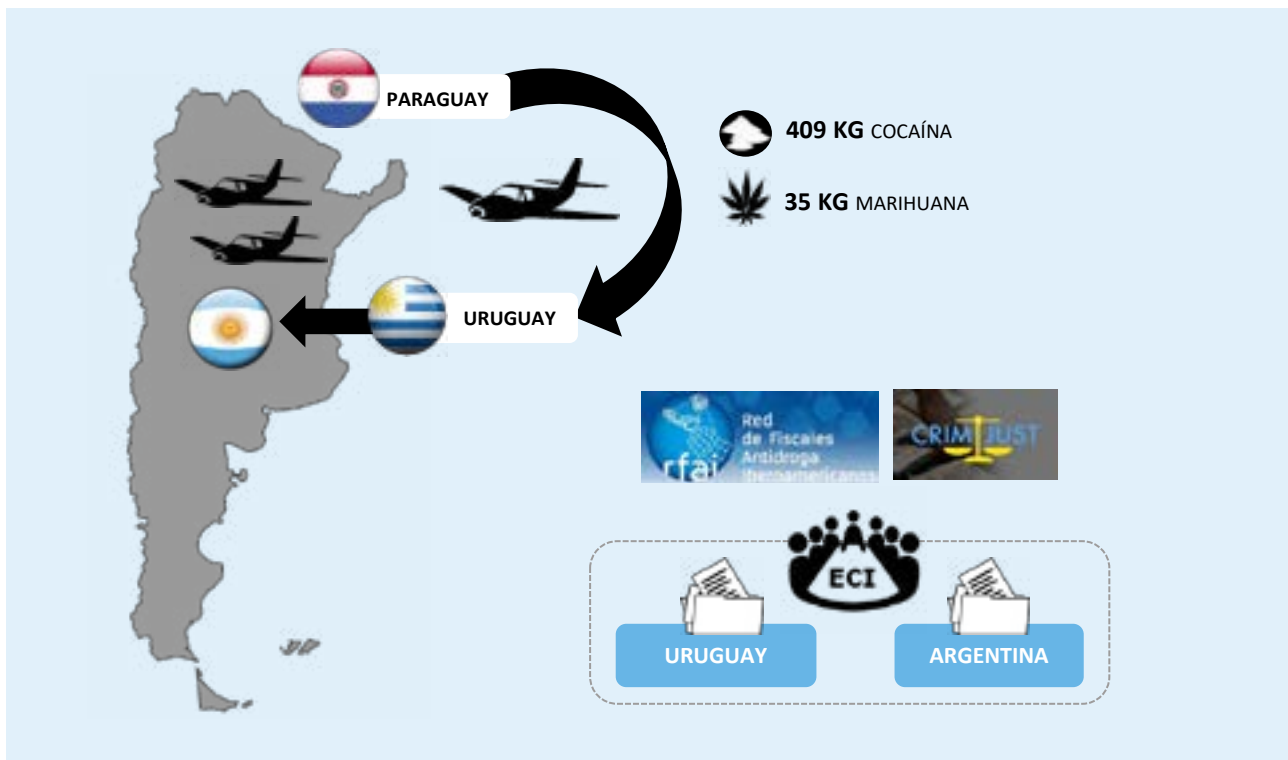 PARAGUAY
409 KG COCAÍNA
35 KG MARIHUANA
URUGUAY
Red
de Fiscales
Antidroga
Iberoamericanos
rfai
CRIMJUST
ECI
URUGUAY
ARGENTINA